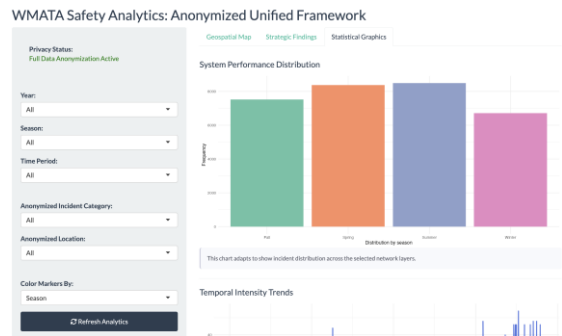 WMATA Safety Analytics: Anonymized Unified Framework
Geospatial Map
Strategic Findings
Statistical Graphics
Privacy Status:
Full Data Anonymization Active
Year:
All
Season:
All
Time Period:
All
Anonymized Incident Category:
All
Anonymized Location:
All
Color Markers By:
Season
Refresh Analytics
System Performance Distribution
Frequency
Fall
Spring
Summer
Winter
Distribution by season
This chart adapts to show incident distribution across the selected network layers.
Temporal Intensity Trends